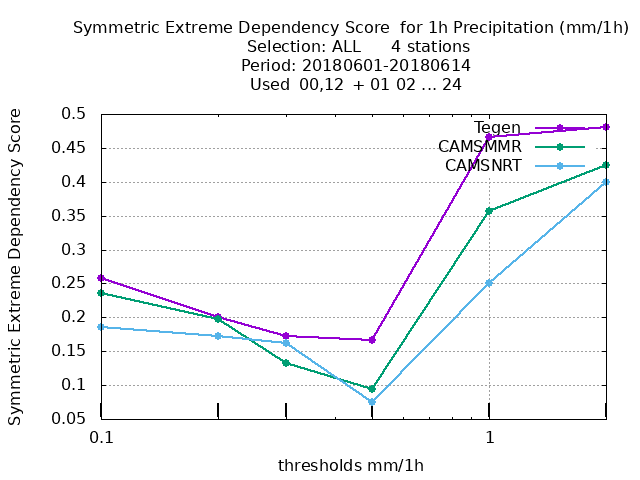 Symmetric Extreme Dependency Score  for 1h Precipitation (mm/1h)
Selection: ALL      4 stations
Period: 20180601-20180614
Used  00,12  + 01 02 ... 24
Symmetric Extreme Dependency Score
0.5
0.45
0.4
0.35
0.3
0.25
0.2
0.15
0.1
0.05
Tegen
CAMSMMR
CAMSNRT
0.1
1
thresholds mm/1h